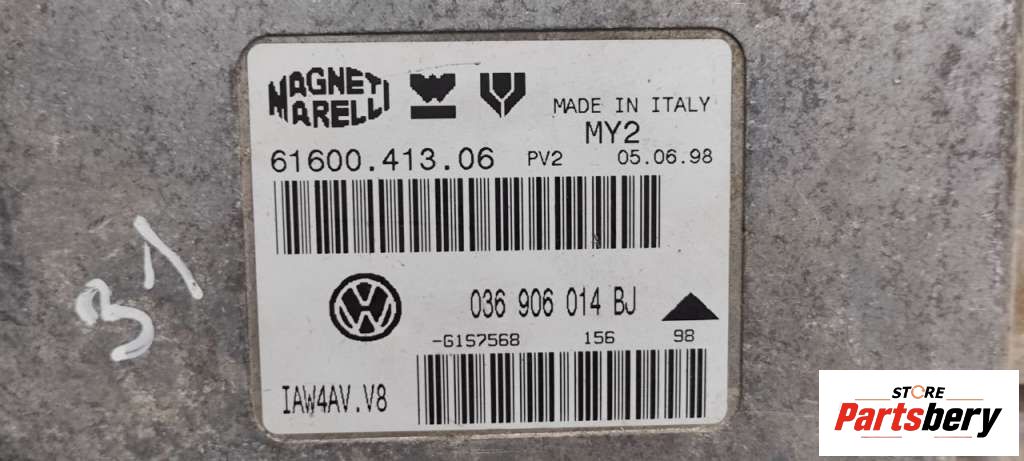 MAGNETI
MARELLI
MADE IN ITALY
MY2
61600.413.06 PV2 05.06.98
036 906 014 BJ
-G1S7568 156 98
IAW4AV.V8
31
STORE
Partsbery